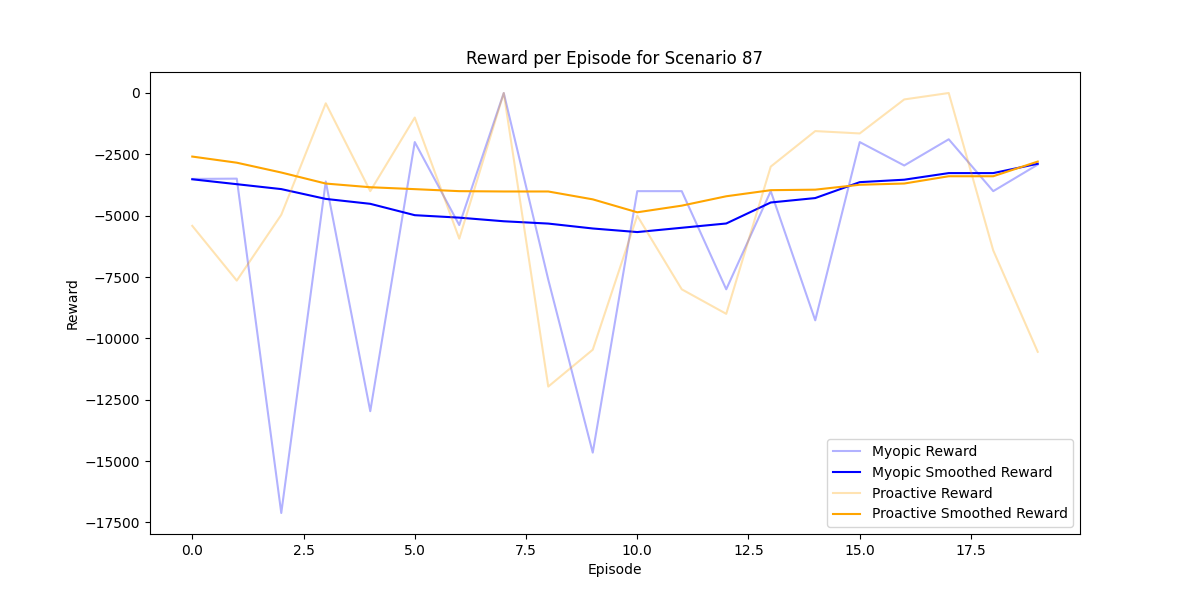 Reward per Episode for Scenario 87
0
−2500
−5000
−7500
−10000
−12500
−15000
−17500
Reward
0.0 2.5 5.0 7.5 10.0 12.5 15.0 17.5
Episode
Myopic Reward
Myopic Smoothed Reward
Proactive Reward
Proactive Smoothed Reward